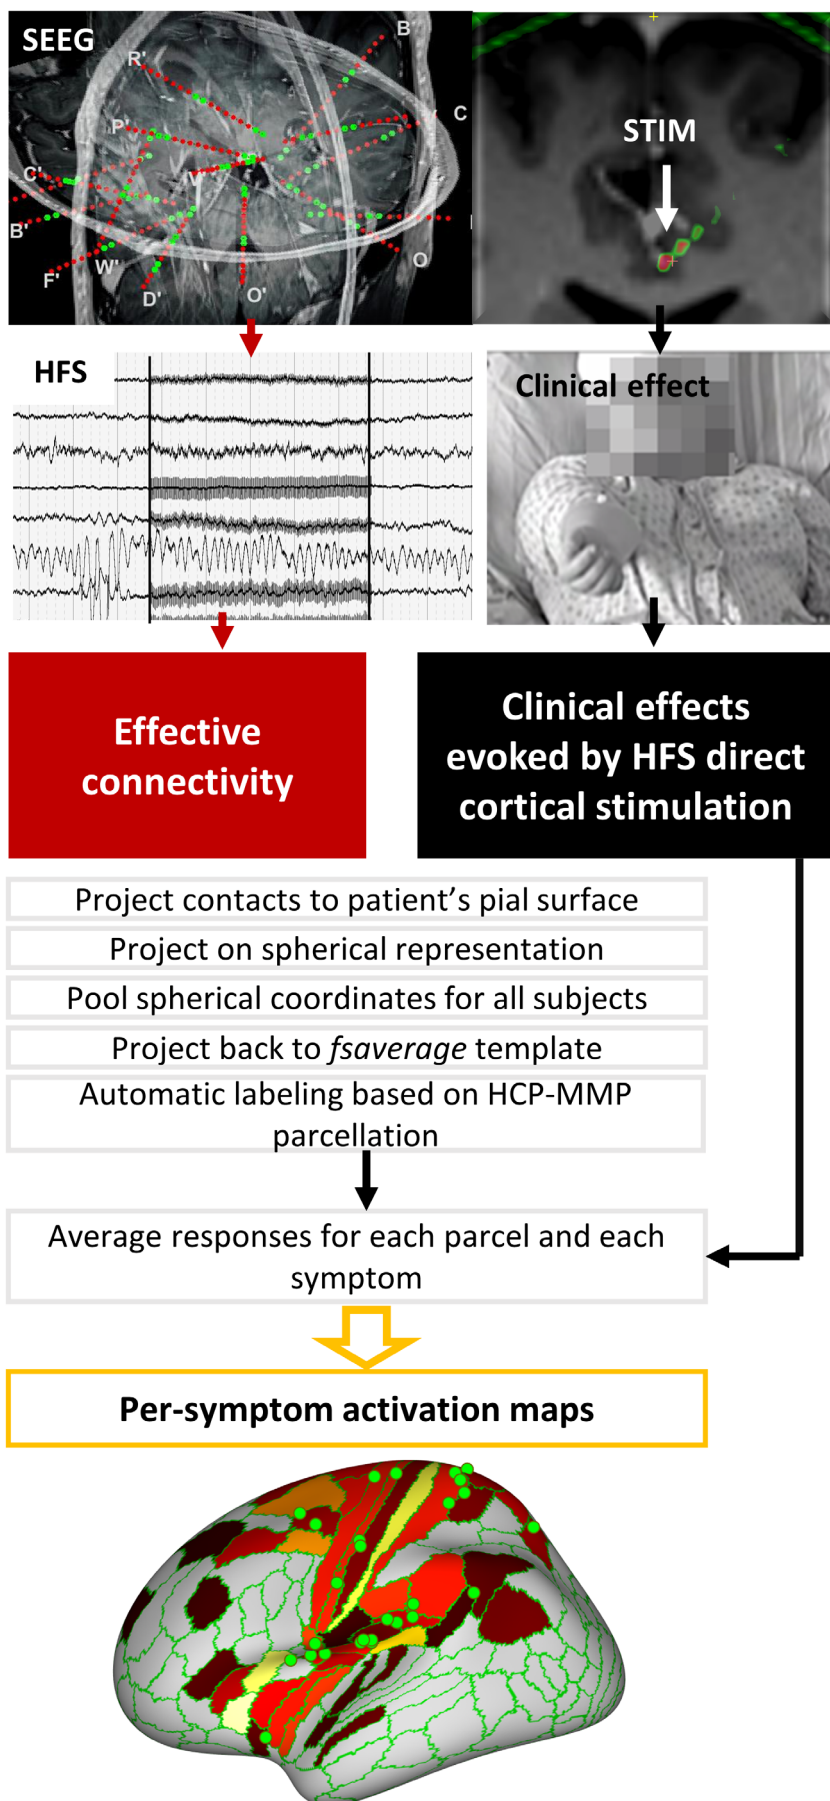 SEEG
B'
R'
P'
C
C'
B'
F'
W'
D'
O'
O
STIM
HFS
Clinical effect
Effective
connectivity
Clinical effects
evoked by HFS direct
cortical stimulation
Project contacts to patient's pial surface
Project on spherical representation
Pool spherical coordinates for all subjects
Project back to fsaverage template
Automatic labeling based on HCP-MMP
parcellation
Average responses for each parcel and each
symptom
Per-symptom activation maps